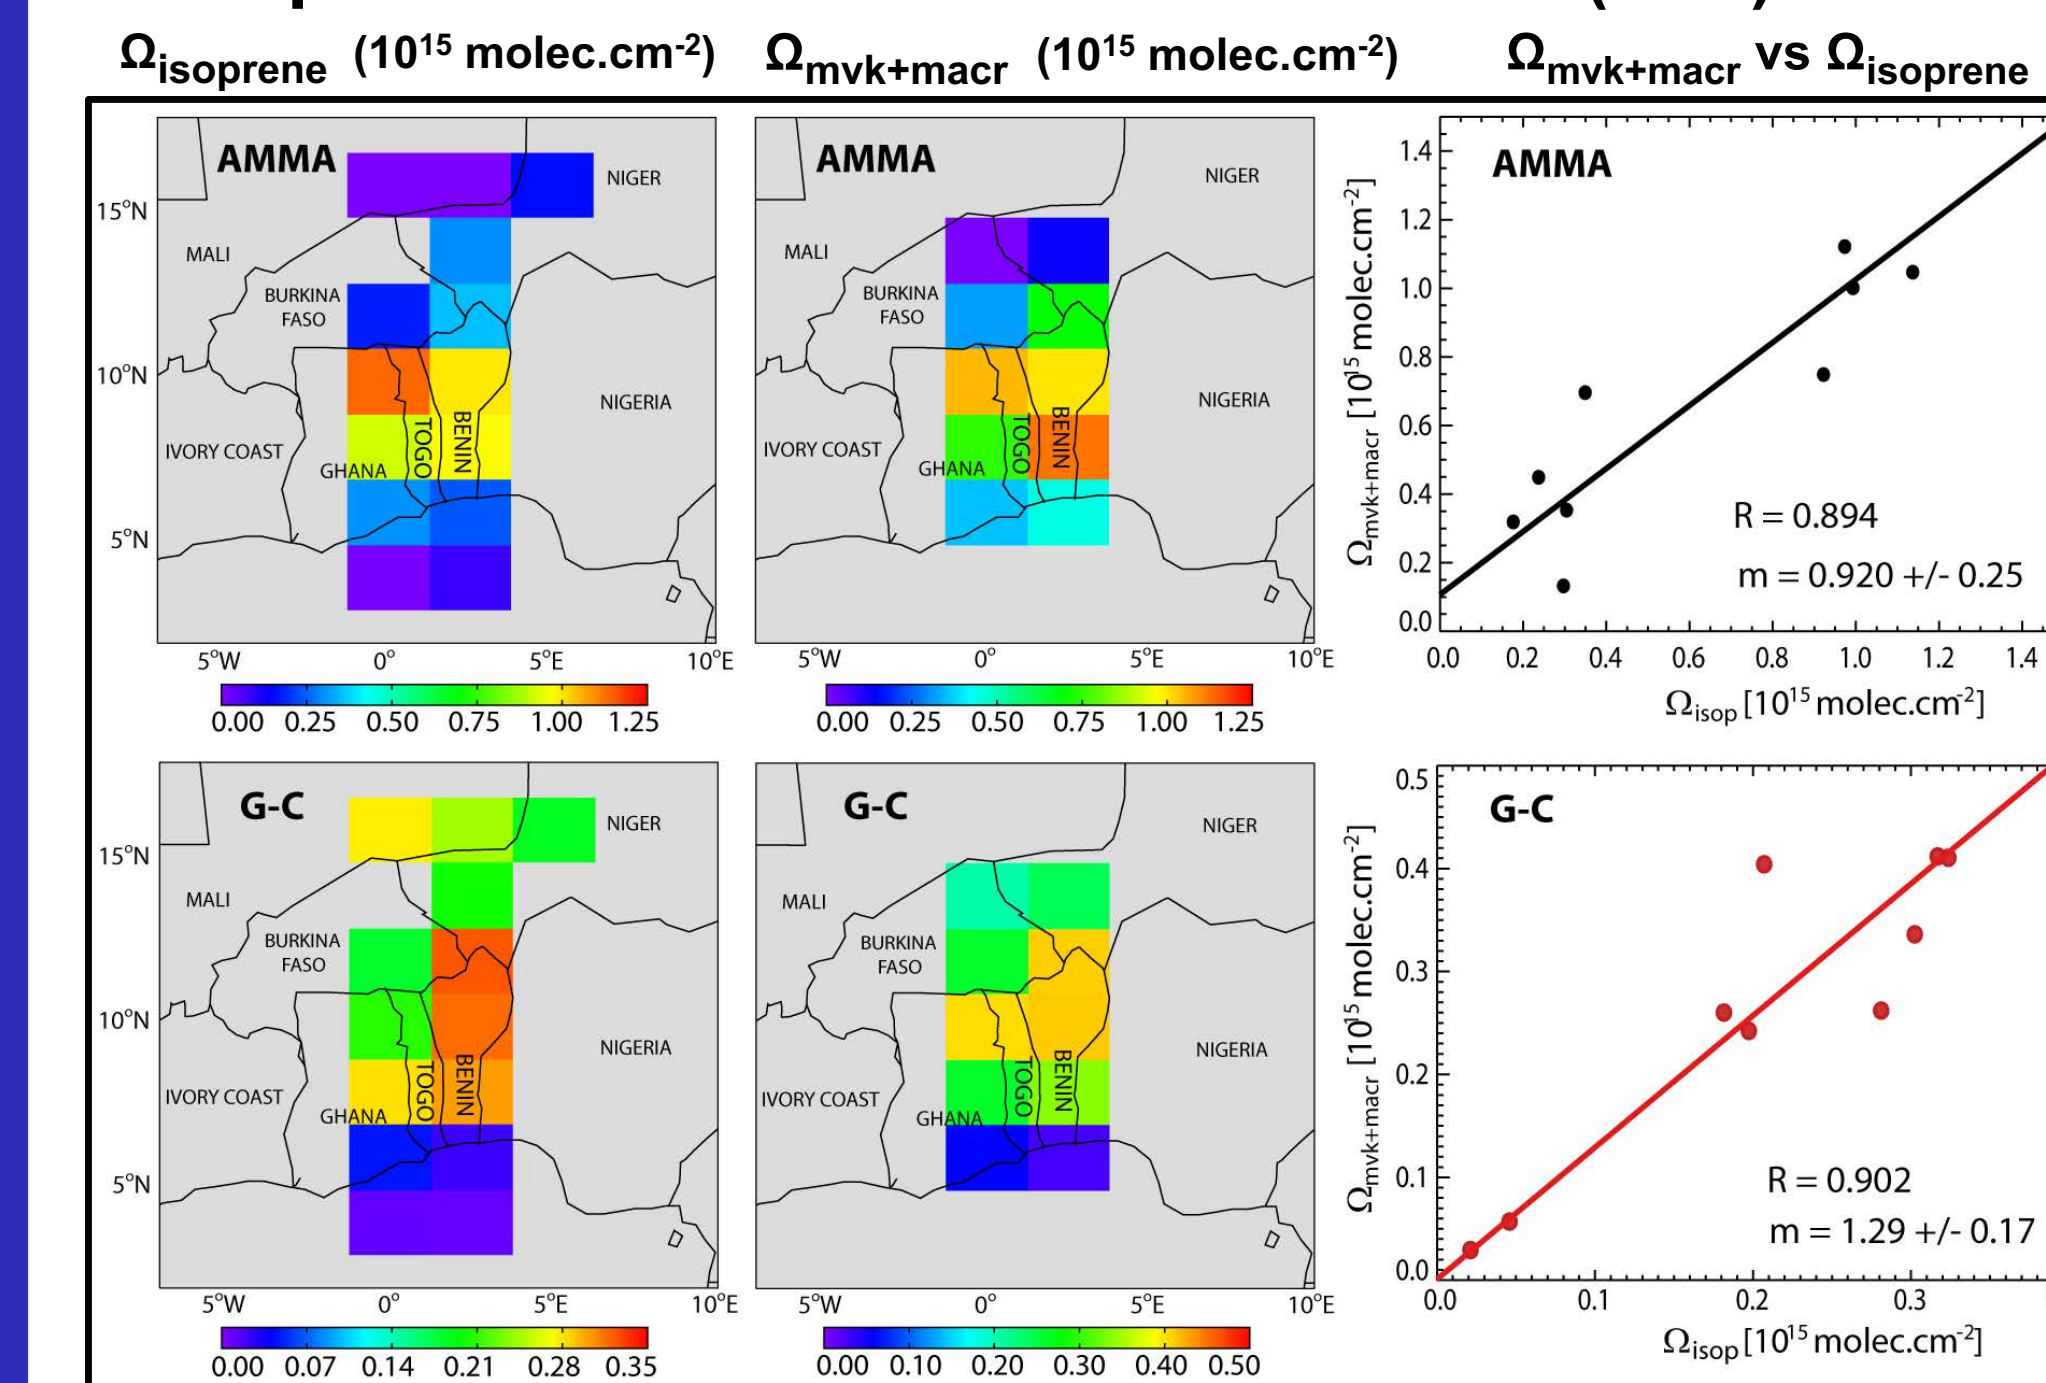 Ωisoprene (10¹⁵ molec.cm⁻²) Ωmvk+macr (10¹⁵ molec.cm⁻²) Ωmvk+macr vs Ωisoprene
AMMA
NIGER
MALI
BURKINA
FASO
IVORY COAST
GHANA
TOGO
BENIN
NIGERIA
15°N
10°N
5°N
5°W 0° 5°E 10°E
0.00 0.25 0.50 0.75 1.00 1.25
AMMA
NIGER
MALI
BURKINA
FASO
IVORY COAST
GHANA
TOGO
BENIN
NIGERIA
5°W 0° 5°E 10°E
0.00 0.25 0.50 0.75 1.00 1.25
AMMA
Ωmvk+macr [10¹⁵ molec.cm⁻²]
1.4
1.2
1.0
0.8
0.6
0.4
0.2
0.0
R = 0.894
m = 0.920 +/- 0.25
0.0 0.2 0.4 0.6 0.8 1.0 1.2 1.4
Ωisop [10¹⁵ molec.cm⁻²]
G-C
NIGER
MALI
BURKINA
FASO
IVORY COAST
GHANA
TOGO
BENIN
NIGERIA
15°N
10°N
5°N
5°W 0° 5°E 10°E
0.00 0.07 0.14 0.21 0.28 0.35
G-C
NIGER
MALI
BURKINA
FASO
IVORY COAST
GHANA
TOGO
BENIN
NIGERIA
5°W 0° 5°E 10°E
0.00 0.10 0.20 0.30 0.40 0.50
G-C
Ωmvk+macr [10¹⁵ molec.cm⁻²]
0.5
0.4
0.3
0.2
0.1
0.0
R = 0.902
m = 1.29 +/- 0.17
0.0 0.1 0.2 0.3
Ωisop [10¹⁵ molec.cm⁻²]